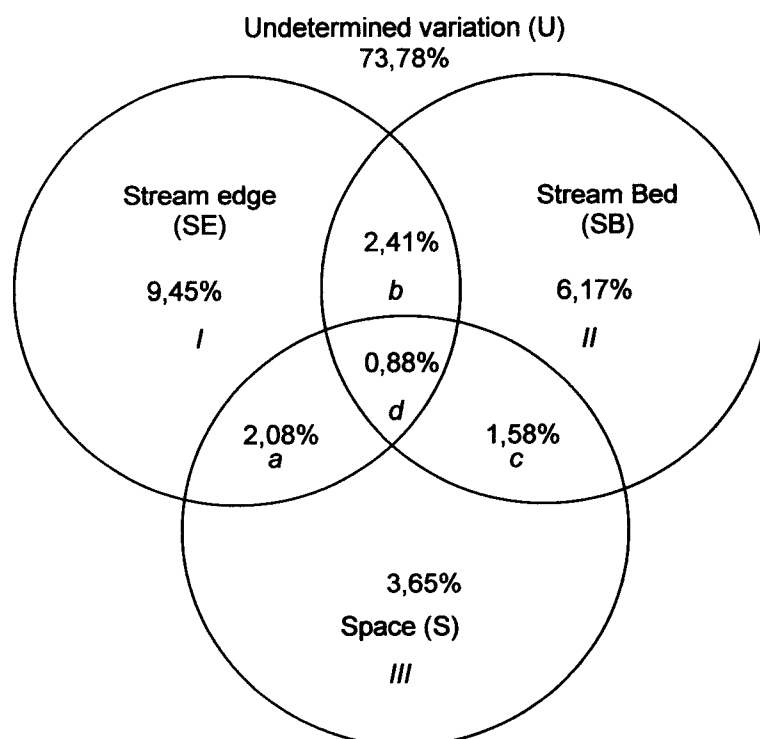 Undetermined variation (U)
73,78%
Stream edge
(SE)
9,45%
I
2,41%
b
Stream Bed
(SB)
6,17%
II
0,88%
d
2,08%
a
1,58%
c
3,65%
Space (S)
III